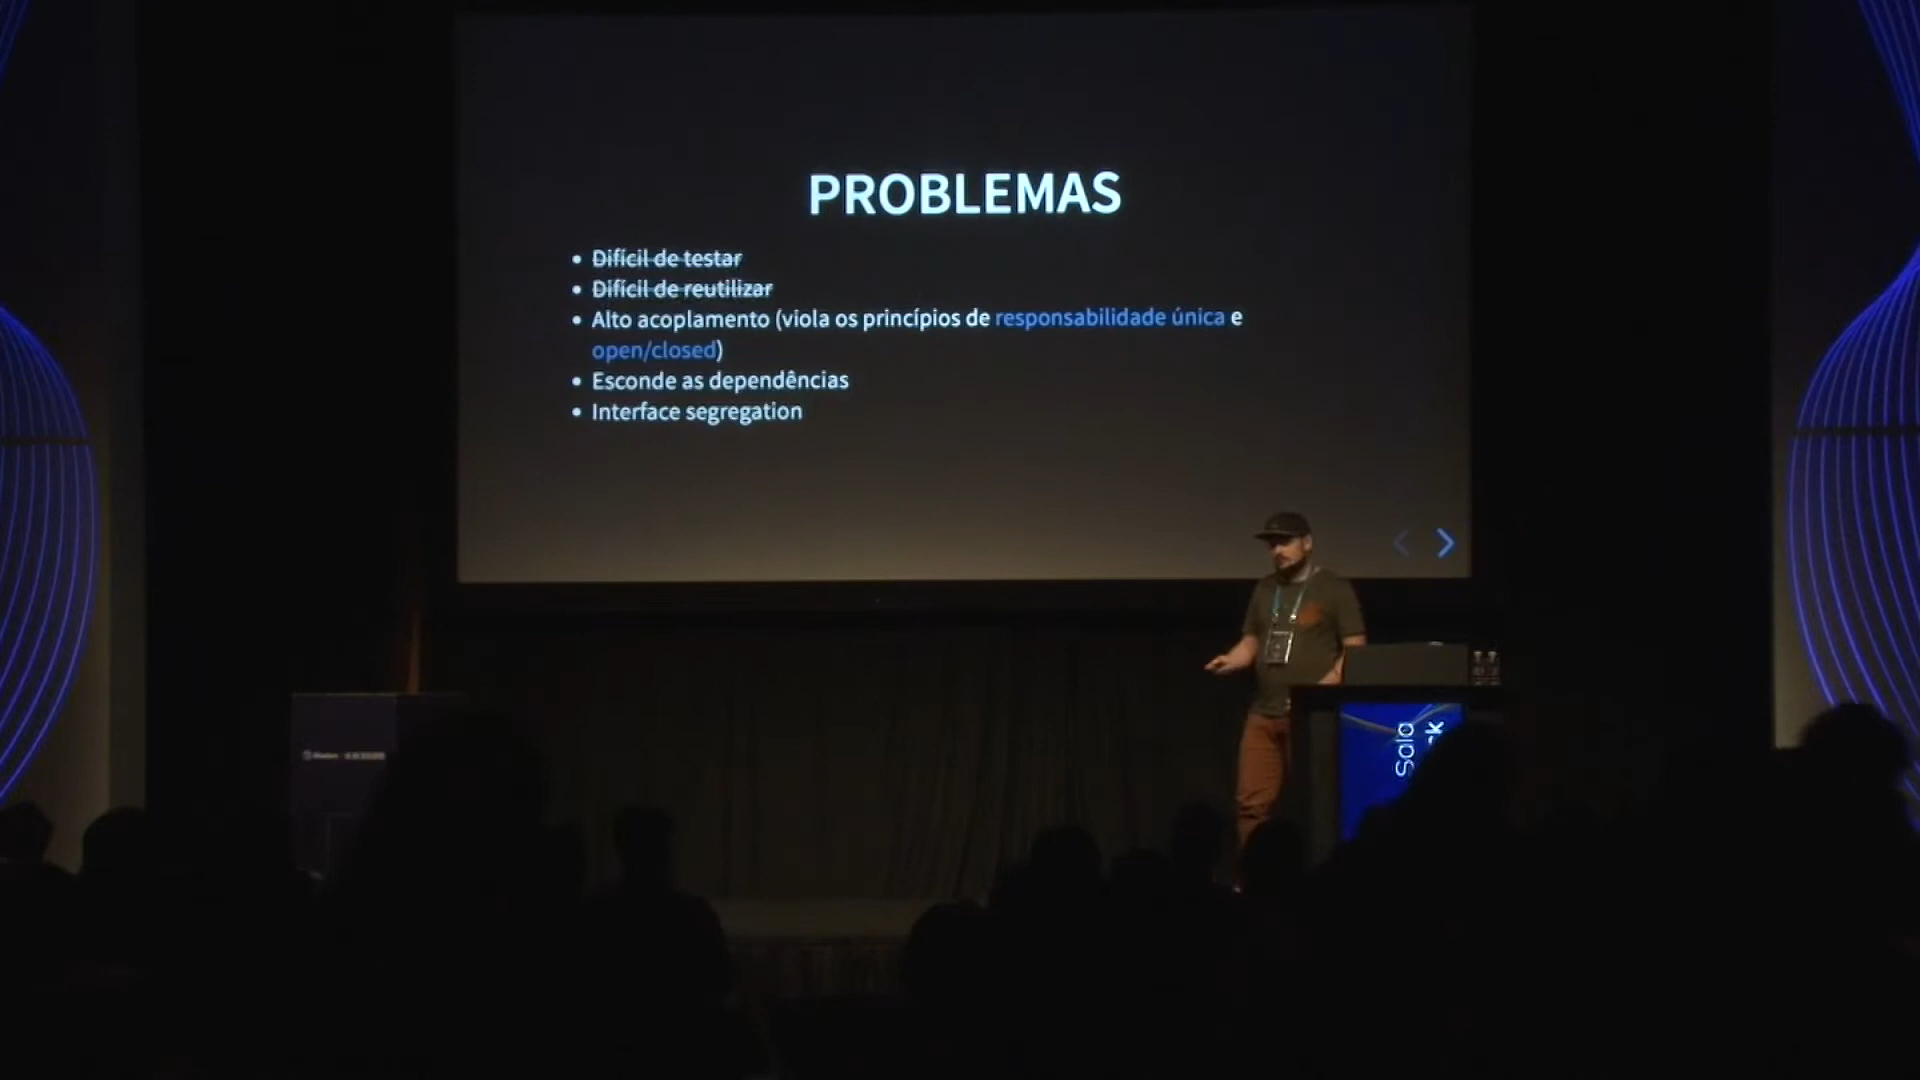 PROBLEMAS
• Difícil de testar
• Difícil de reutilizar
• Alto acoplamento (viola os princípios de responsabilidade única e
open/closed)
• Esconde as dependências
• Interface segregation
Sala